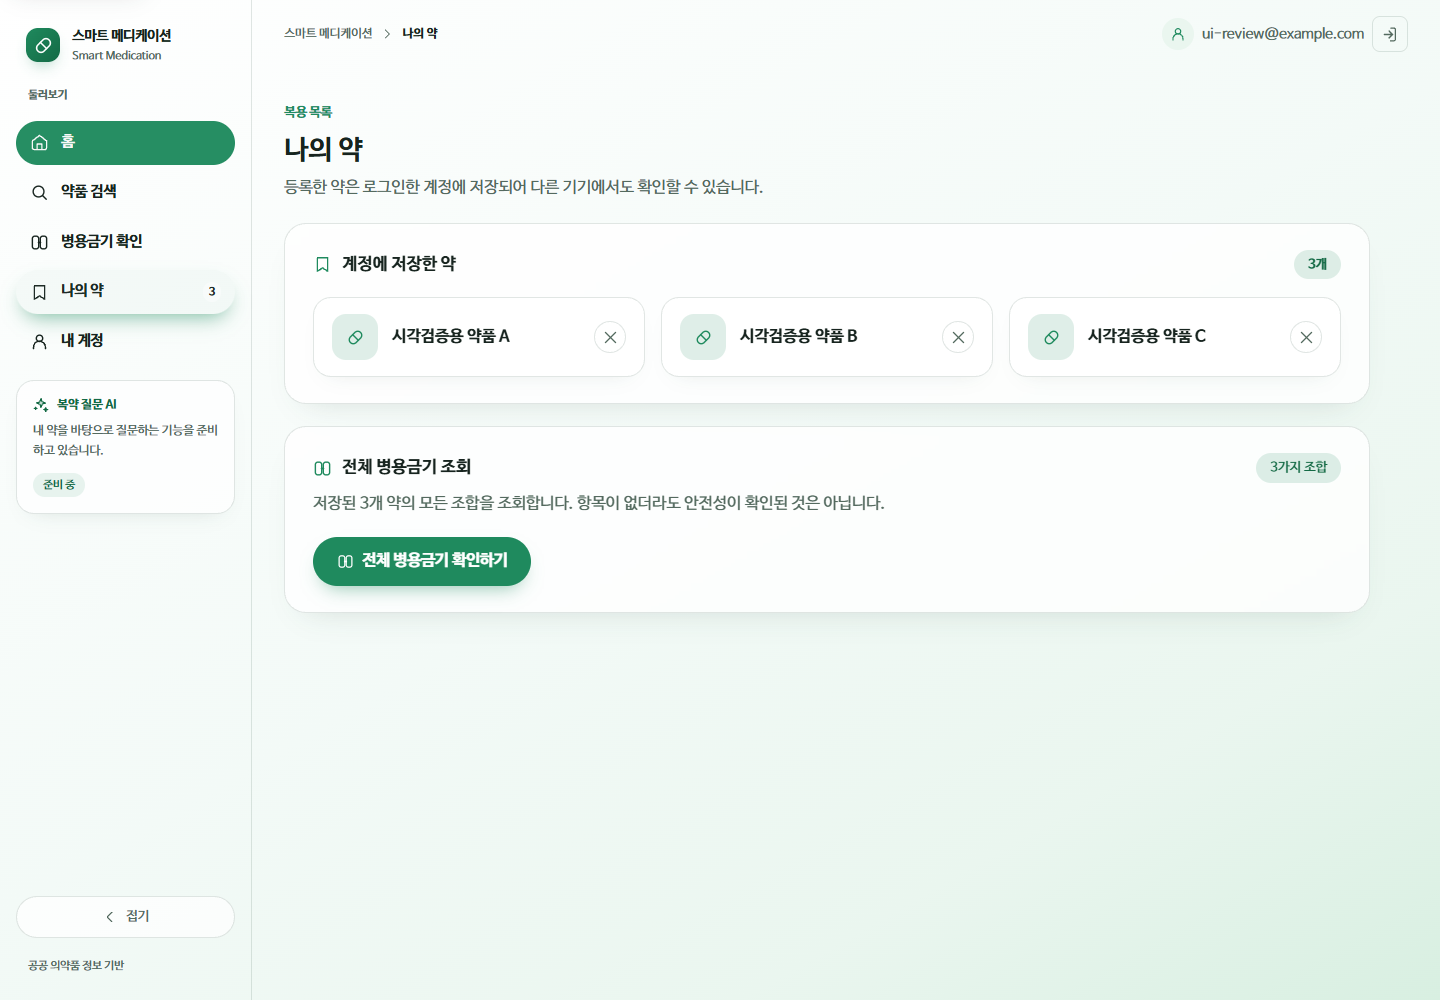 스마트 메디케이션
Smart Medication
둘러보기
홈
약품 검색
병용금기 확인
나의 약 3
내 계정
복약 질문 AI
내 약을 바탕으로 질문하는 기능을 준비
하고 있습니다.
준비 중
접기
공공 의약품 정보 기반
스마트 메디케이션 > 나의 약
ui-review@example.com
복용 목록
나의 약
등록한 약은 로그인한 계정에 저장되어 다른 기기에서도 확인할 수 있습니다.
계정에 저장한 약 3개
시각검증용 약품 A
시각검증용 약품 B
시각검증용 약품 C
전체 병용금기 조회 3가지 조합
저장된 3개 약의 모든 조합을 조회합니다. 항목이 없더라도 안전성이 확인된 것은 아닙니다.
전체 병용금기 확인하기